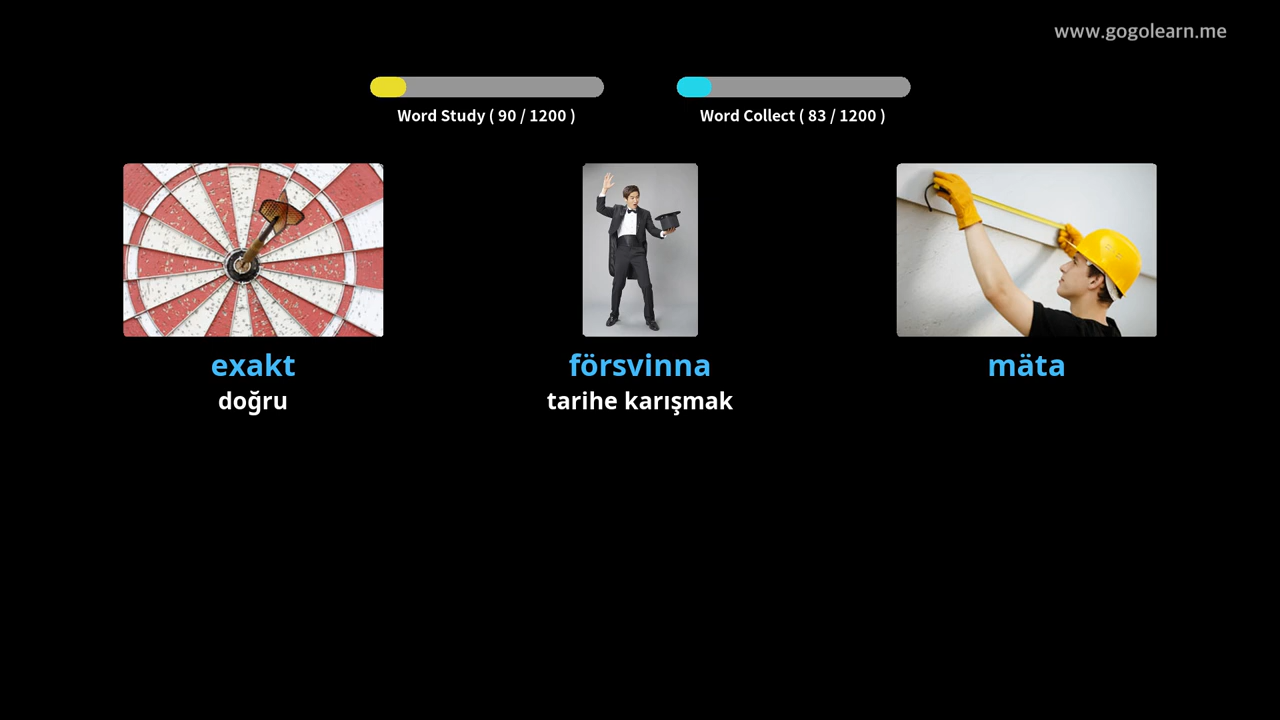 www.gogolearn.me
Word Study ( 90 / 1200 )
Word Collect ( 83 / 1200 )
exakt
doğru
försvinna
tarihe karışmak
mäta